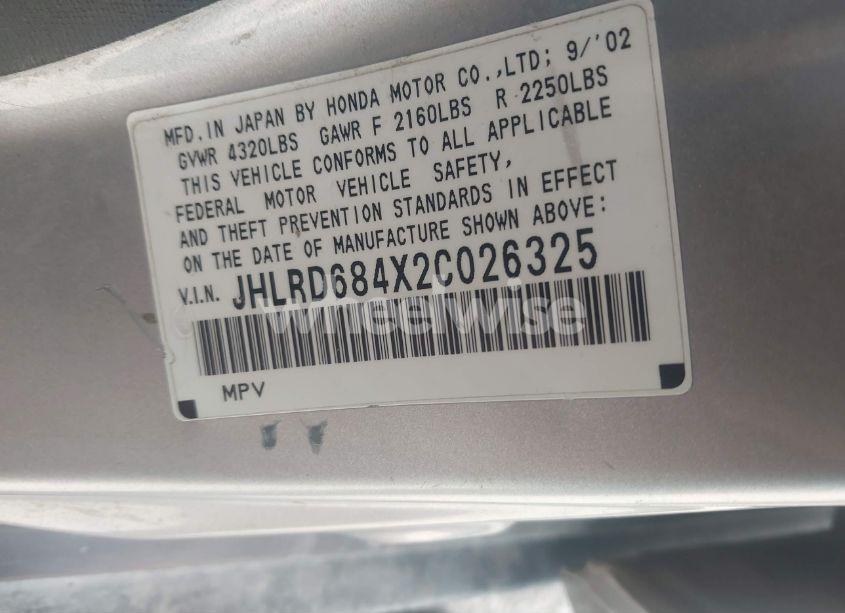 MFD.IN JAPAN BY HONDA MOTOR CO.,LTD; 9/'02
GVWR 4320LBS GAWR F 2160LBS R 2250LBS
THIS VEHICLE CONFORMS TO ALL APPLICABLE
FEDERAL MOTOR VEHICLE SAFETY,
AND THEFT PREVENTION STANDARDS IN EFFECT
ON THE DATE OF MANUFACTURE SHOWN ABOVE:
V.I.N. JHLRD684X2C026325
wheelwise
MPV